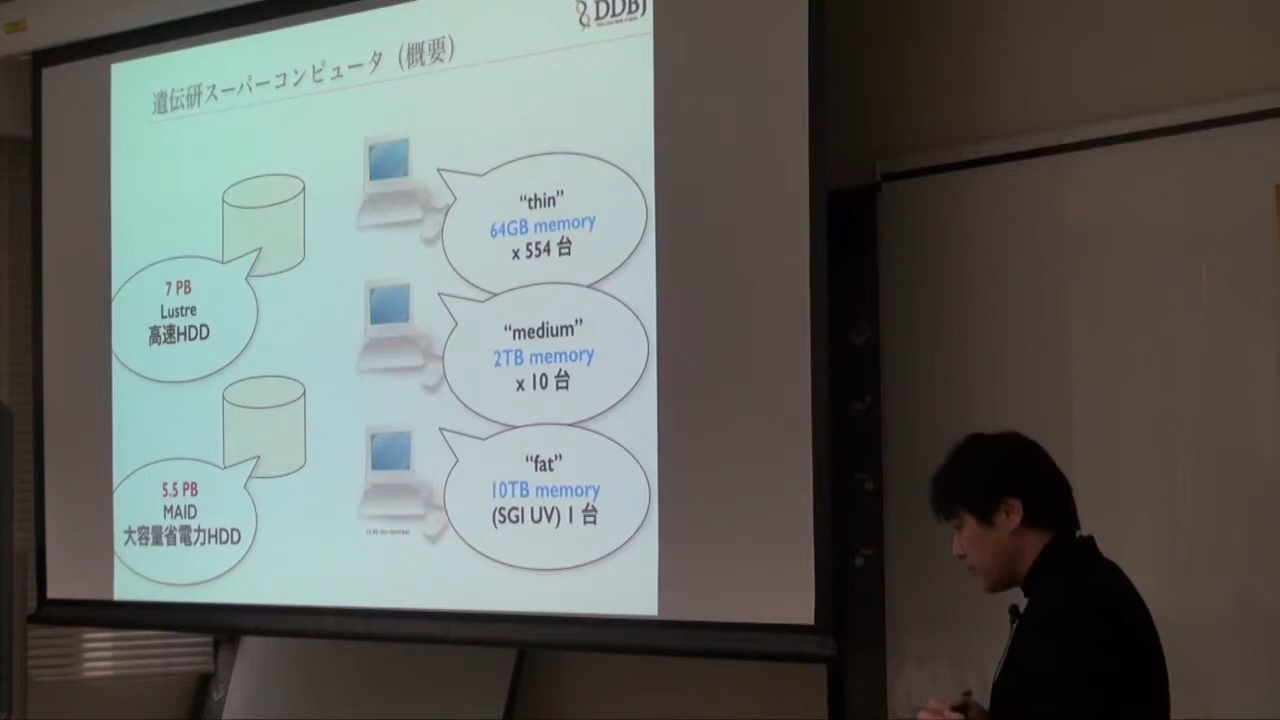 DDBJ
遺伝研スーパーコンピュータ (概要)
“thin”
64GB memory
x 554 台
7 PB
Lustre
高速HDD
“medium”
2TB memory
x 10 台
5.5 PB
MAID
大容量省電力HDD
“fat”
10TB memory
(SGI UV) 1 台